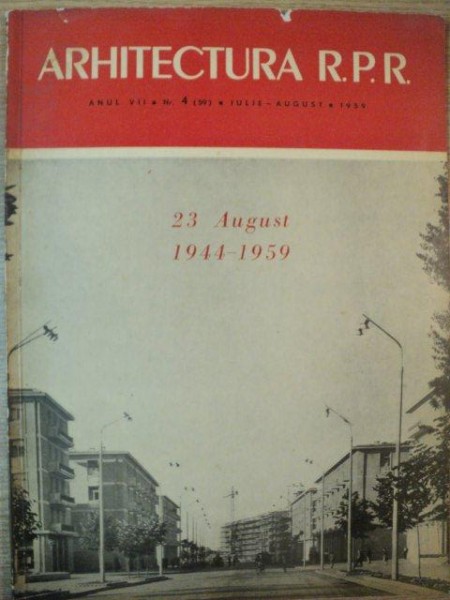 ARHITECTURA R.P.R.
ANUL VII • Nr. 4 (59) • IULIE–AUGUST • 1959
23 August
1944–1959